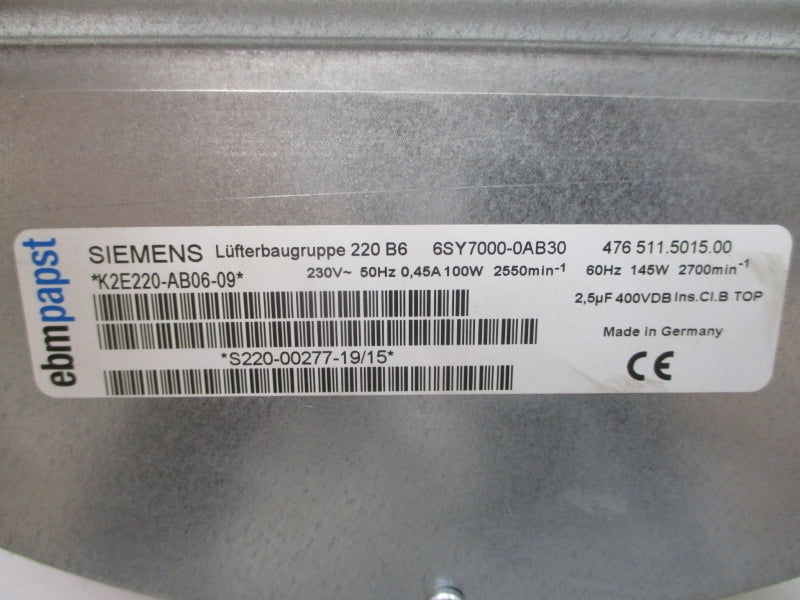 ebmpapst
SIEMENS Lüfterbaugruppe 220 B6 6SY7000-0AB30 476 511.5015.00
*K2E220-AB06-09* 230V~ 50Hz 0,45A 100W 2550min-1 60Hz 145W 2700min-1
2,5µF 400VDB Ins.Cl.B TOP
Made in Germany
*S220-00277-19/15*
CE